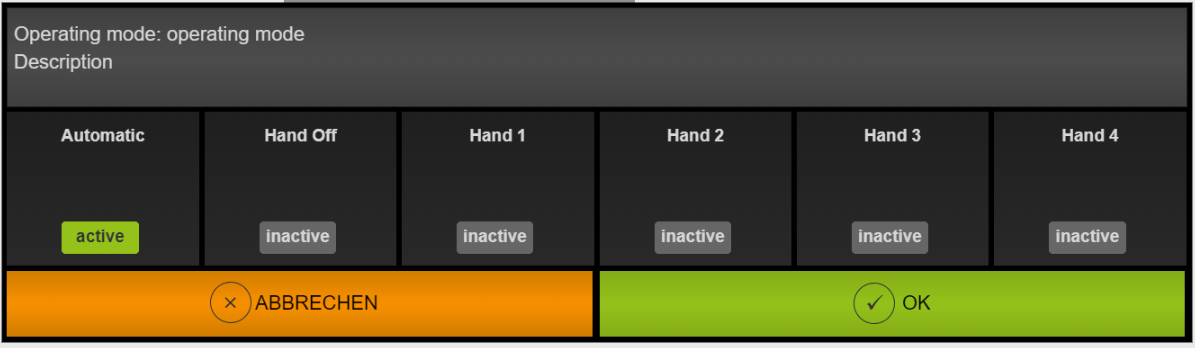 Operating mode: operating mode
Description
Automatic Hand Off Hand 1 Hand 2 Hand 3 Hand 4
active inactive inactive inactive inactive inactive
ABBRECHEN OK